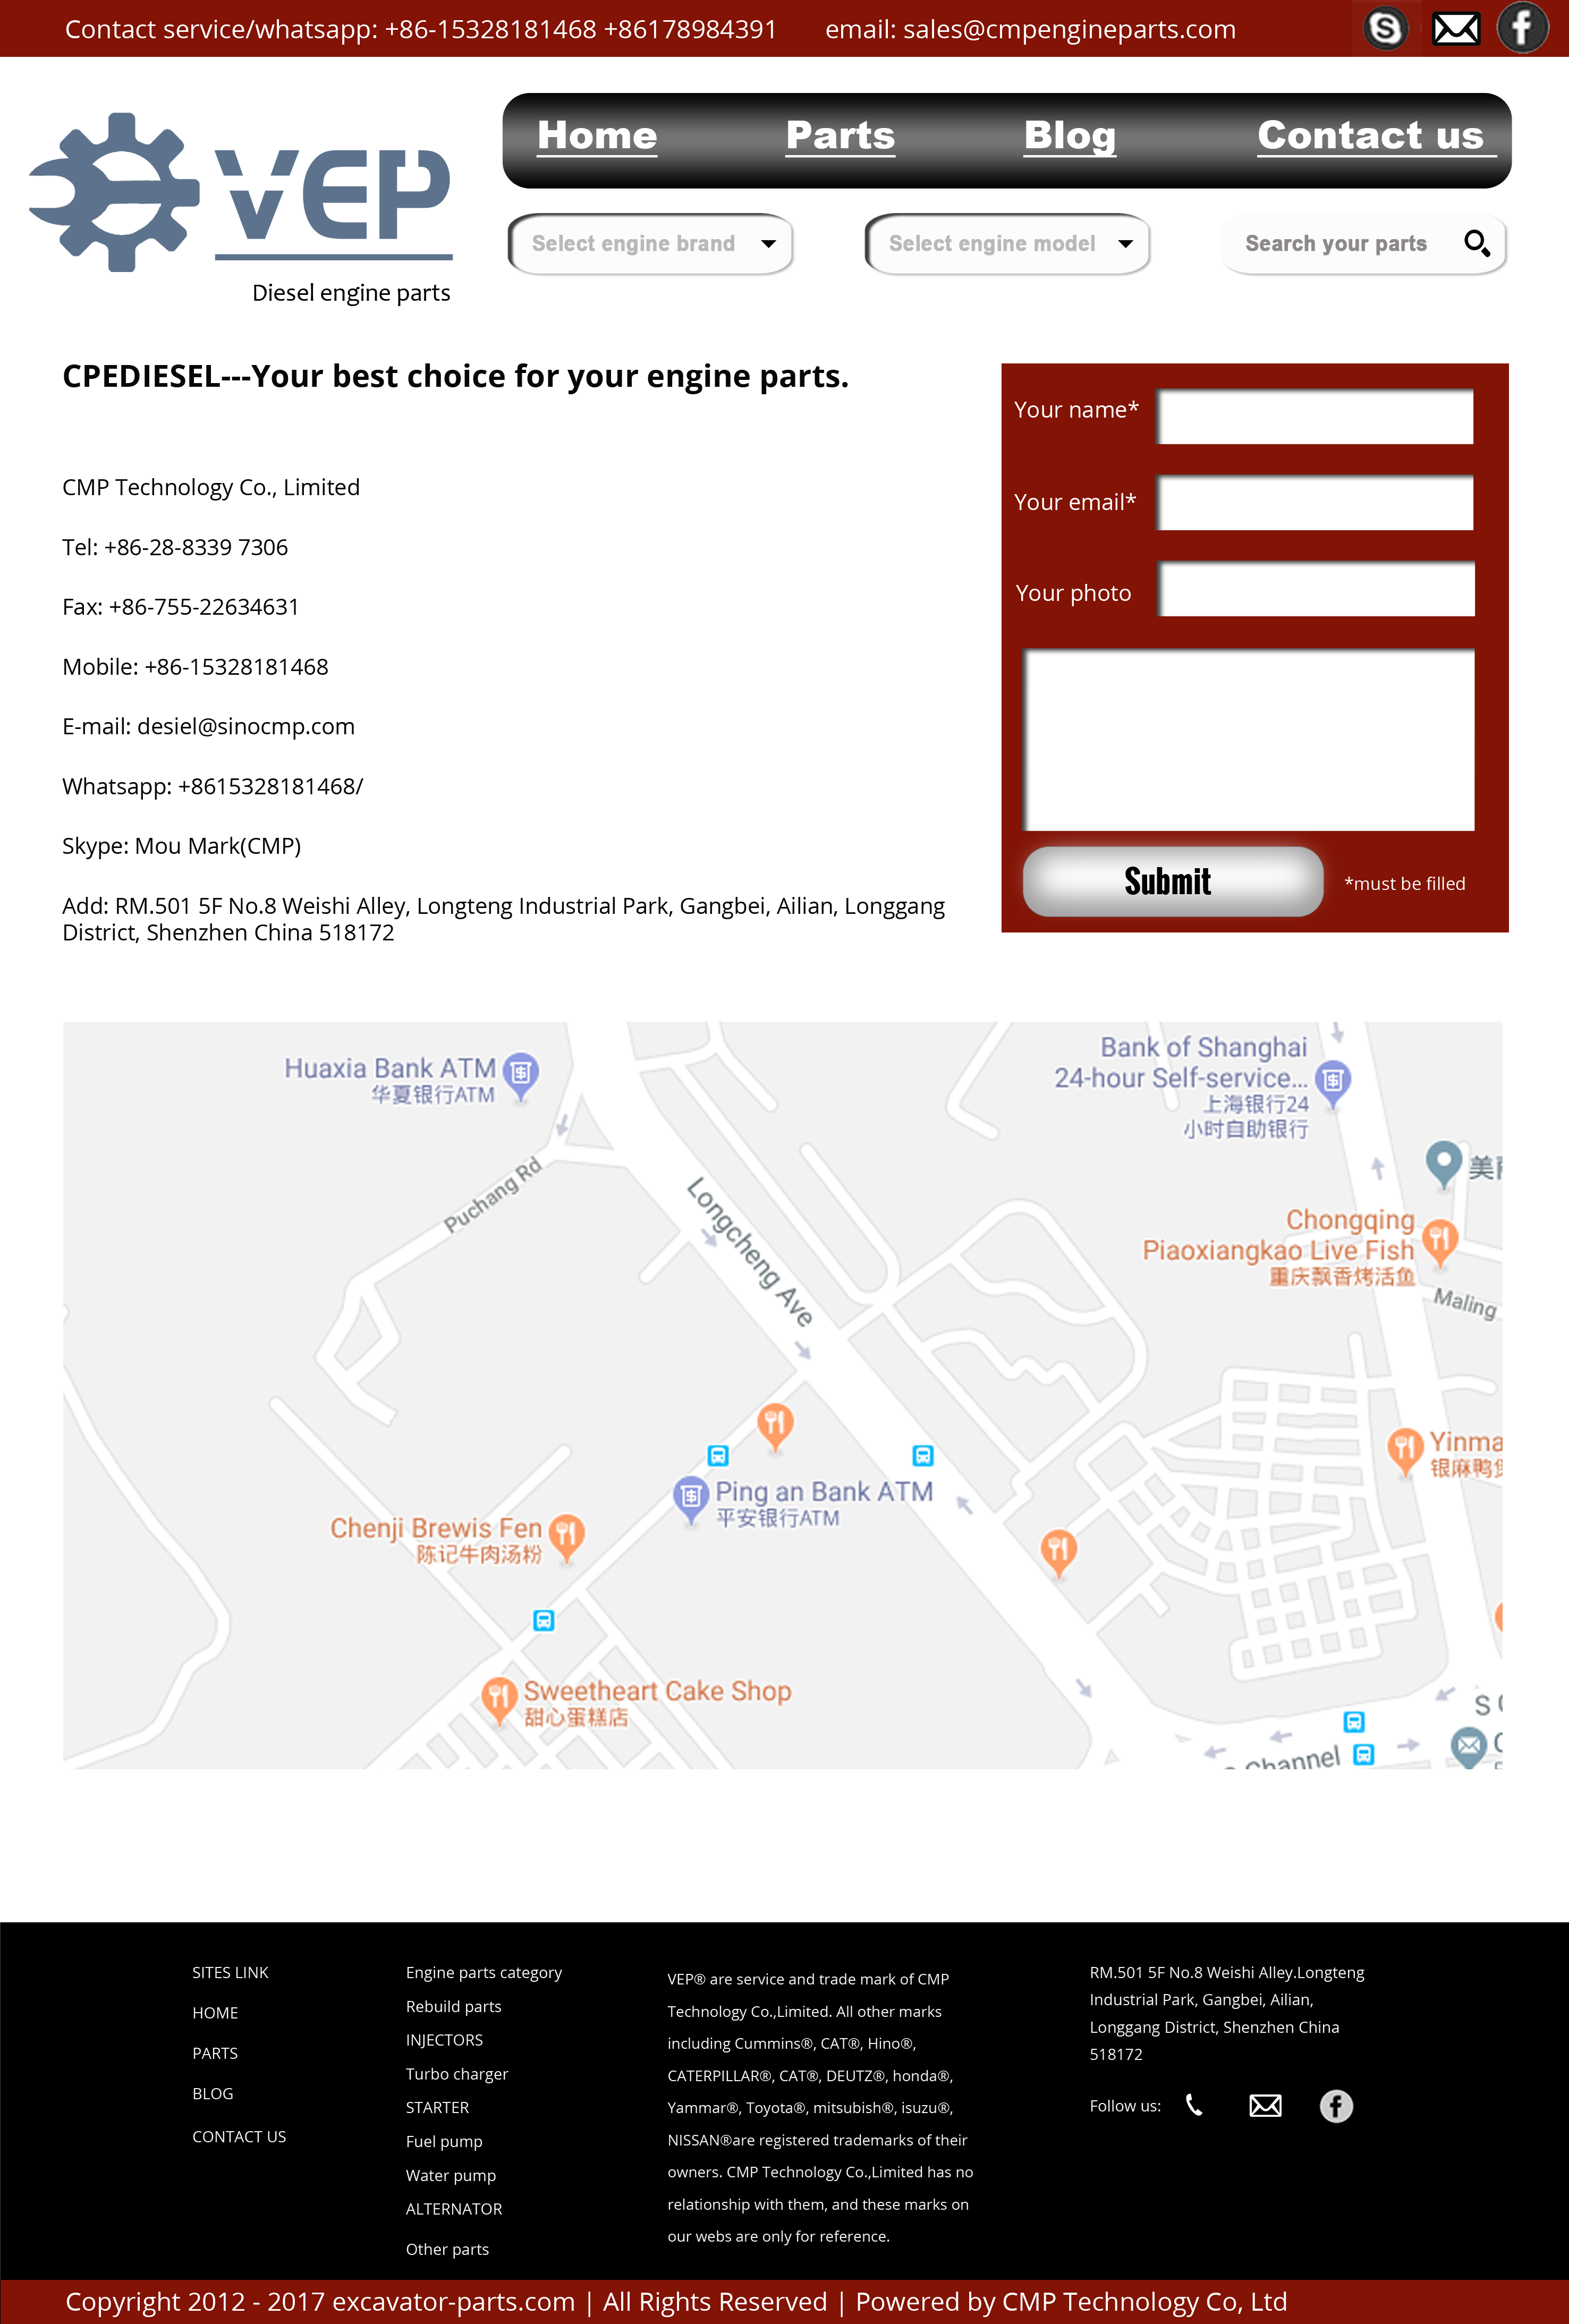 Contact service/whatsapp: +86-15328181468 +86178984391 email: sales@cmpengineparts.com
VEP
Diesel engine parts
Home Parts Blog Contact us
Select engine brand Select engine model Search your parts
CPEDIESEL---Your best choice for your engine parts.
CMP Technology Co., Limited
Tel: +86-28-8339 7306
Fax: +86-755-22634631
Mobile: +86-15328181468
E-mail: desiel@sinocmp.com
Whatsapp: +8615328181468/
Skype: Mou Mark(CMP)
Add: RM.501 5F No.8 Weishi Alley, Longteng Industrial Park, Gangbei, Ailian, Longgang
District, Shenzhen China 518172
Your name*
Your email*
Your photo
Submit
*must be filled
Huaxia Bank ATM
华夏银行ATM
Bank of Shanghai
24-hour Self-service...
上海银行24
小时自助银行
Puchang Rd
Longcheng Ave
美
Chongqing
Piaoxiangkao Live Fish
重庆飘香烤活鱼
Maling
Yinma
银麻鸭
Ping an Bank ATM
平安银行ATM
Chenji Brewis Fen
陈记牛肉汤粉
Sweetheart Cake Shop
甜心蛋糕店
S
Channel
SITES LINK
HOME
PARTS
BLOG
CONTACT US
Engine parts category
Rebuild parts
INJECTORS
Turbo charger
STARTER
Fuel pump
Water pump
ALTERNATOR
Other parts
VEP® are service and trade mark of CMP
Technology Co.,Limited. All other marks
including Cummins®, CAT®, Hino®,
CATERPILLAR®, CAT®, DEUTZ®, honda®,
Yammar®, Toyota®, mitsubish®, isuzu®,
NISSAN®are registered trademarks of their
owners. CMP Technology Co.,Limited has no
relationship with them, and these marks on
our webs are only for reference.
RM.501 5F No.8 Weishi Alley.Longteng
Industrial Park, Gangbei, Ailian,
Longgang District, Shenzhen China
518172
Follow us:
Copyright 2012 - 2017 excavator-parts.com | All Rights Reserved | Powered by CMP Technology Co, Ltd